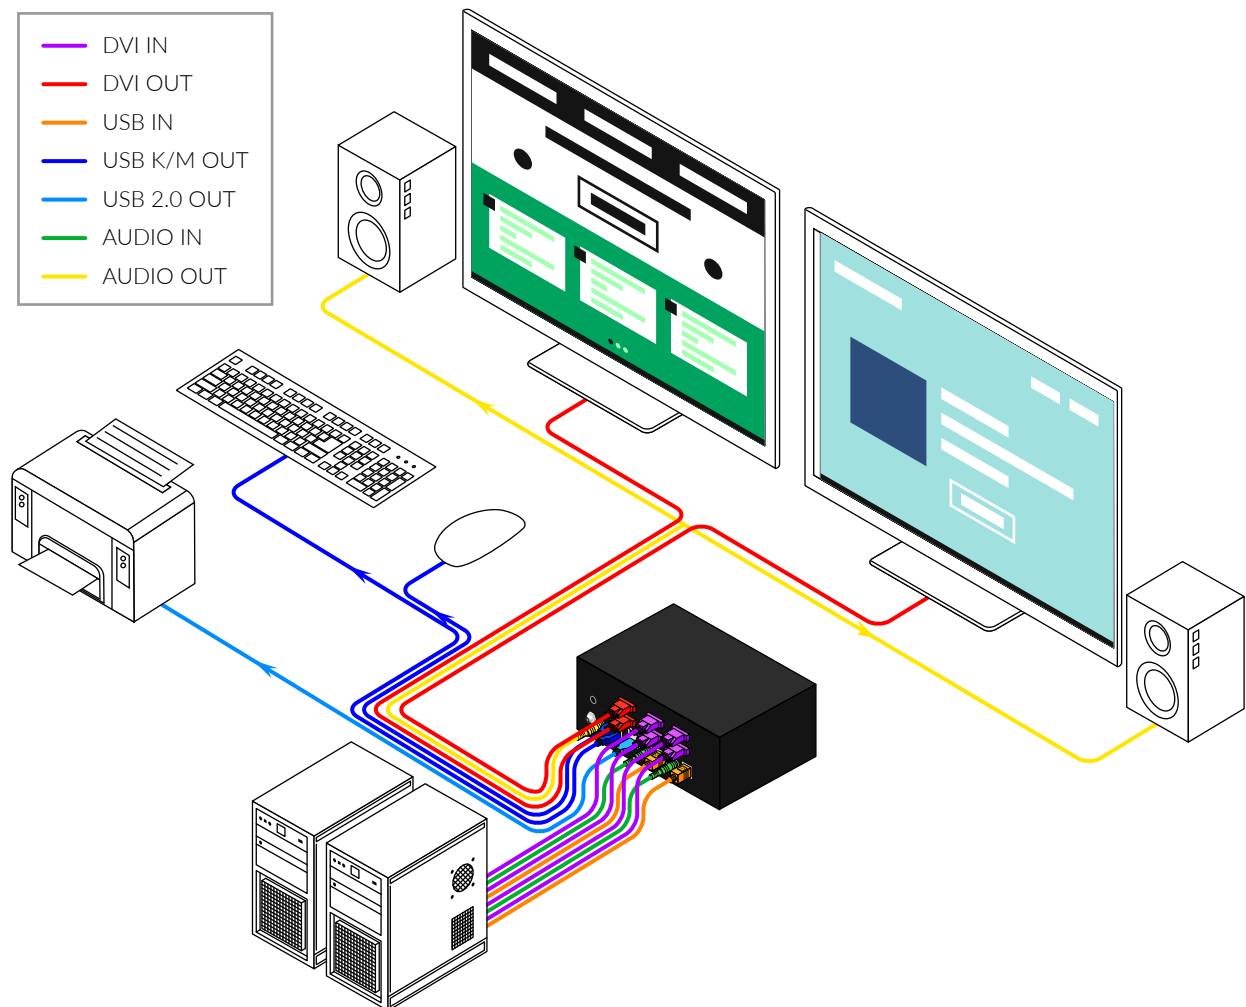 DVI IN
DVI OUT
USB IN
USB K/M OUT
USB 2.0 OUT
AUDIO IN
AUDIO OUT